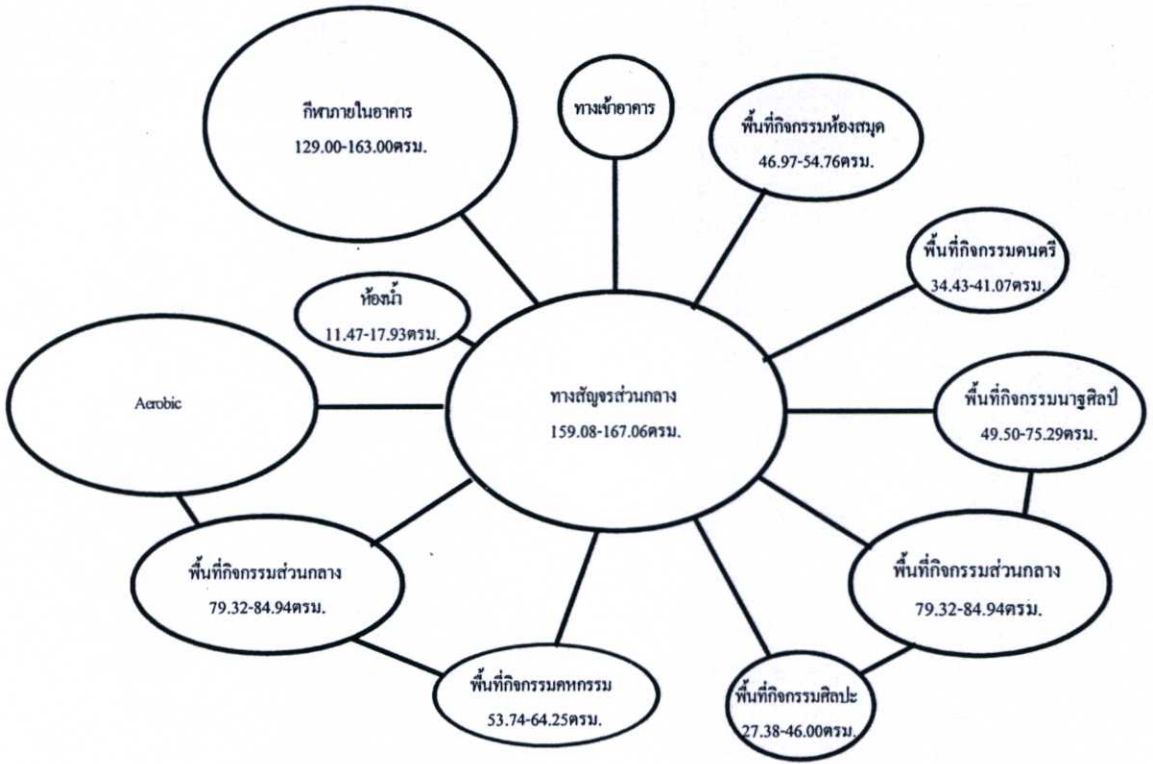 กีฬาภายในอาคาร
129.00-163.00ตรม.
ทางเข้าอาคาร
พื้นที่กิจกรรมห้องสมุด
46.97-54.76ตรม.
พื้นที่กิจกรรมดนตรี
34.43-41.07ตรม.
ห้องน้ำ
11.47-17.93ตรม.
Aerobic
ทางสัญจรส่วนกลาง
159.08-167.06ตรม.
พื้นที่กิจกรรมนาฐศิลป์
49.50-75.29ตรม.
พื้นที่กิจกรรมส่วนกลาง
79.32-84.94ตรม.
พื้นที่กิจกรรมส่วนกลาง
79.32-84.94ตรม.
พื้นที่กิจกรรมคหกรรม
53.74-64.25ตรม.
พื้นที่กิจกรรมศิลปะ
27.38-46.00ตรม.